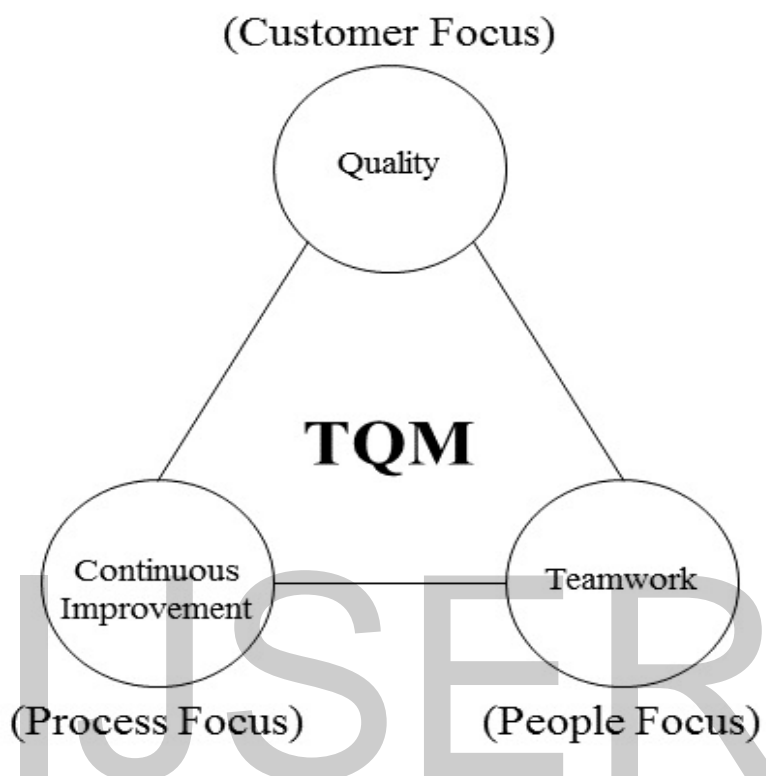 (Customer Focus)
Quality
TQM
Continuous
Improvement
Teamwork
(Process Focus)
(People Focus)
IJSER